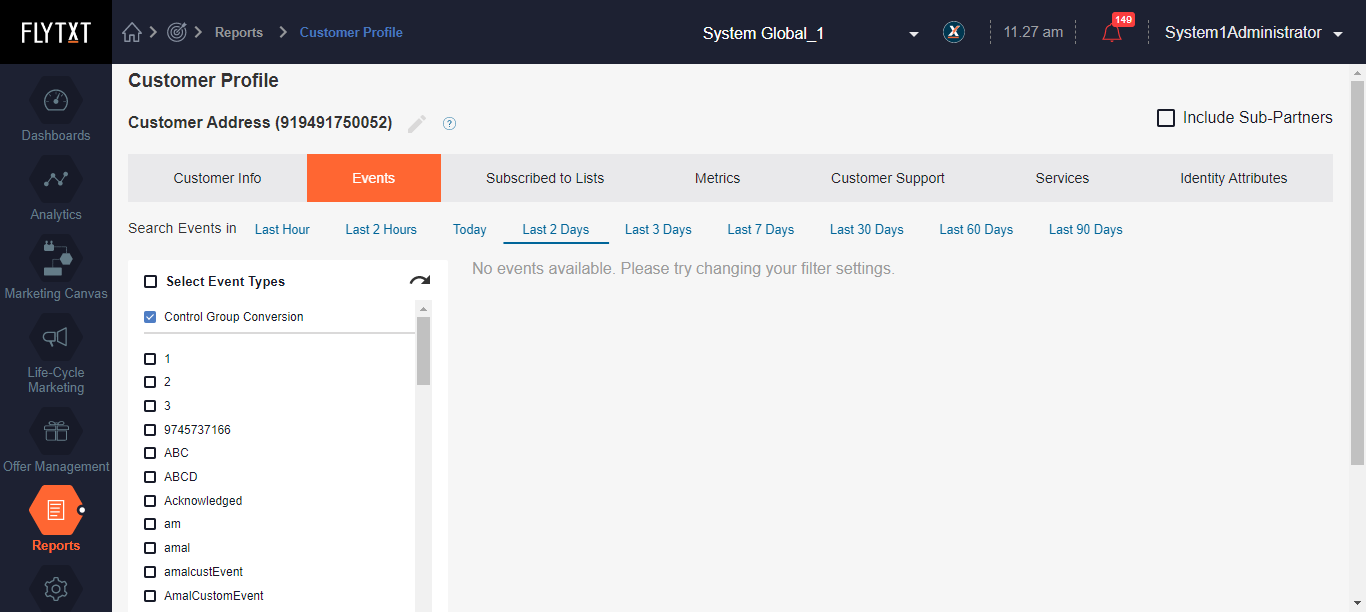 FLYTXT
Reports
Customer Profile
System Global_1
X
11.27 am
149
System1Administrator
Dashboards
Analytics
Marketing Canvas
Life-Cycle
Marketing
Offer Management
Reports
Customer Profile
Customer Address (919491750052)
?
Include Sub-Partners
Customer Info
Events
Subscribed to Lists
Metrics
Customer Support
Services
Identity Attributes
Search Events in
Last Hour
Last 2 Hours
Today
Last 2 Days
Last 3 Days
Last 7 Days
Last 30 Days
Last 60 Days
Last 90 Days
Select Event Types
Control Group Conversion
1
2
3
9745737166
ABC
ABCD
Acknowledged
am
amal
amalcustEvent
AmalCustomEvent
No events available. Please try changing your filter settings.